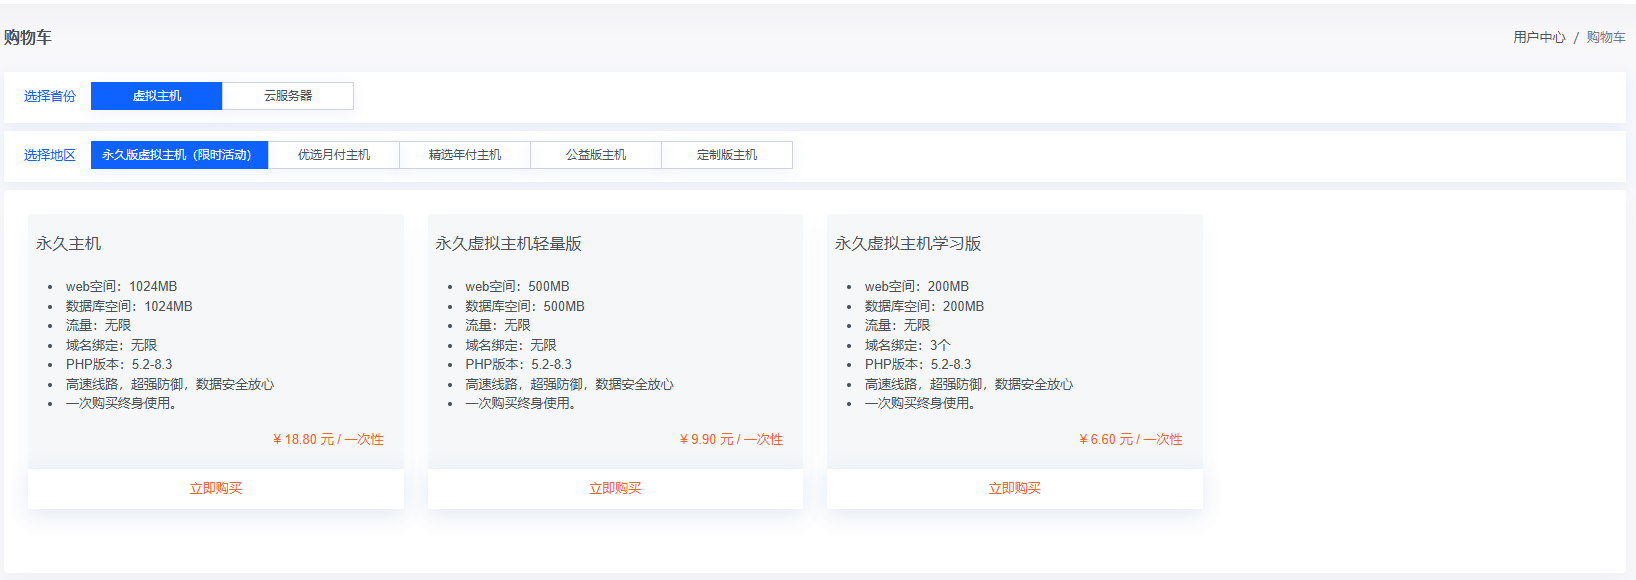 购物车
用户中心 / 购物车
选择省份 虚拟主机 云服务器
选择地区 永久版虚拟主机（限时活动） 优选月付主机 精选年付主机 公益版主机 定制版主机
永久主机
web空间：1024MB
数据库空间：1024MB
流量：无限
域名绑定：无限
PHP版本：5.2-8.3
高速线路，超强防御，数据安全放心
一次购买终身使用。
¥ 18.80 元 / 一次性
立即购买
永久虚拟主机轻量版
web空间：500MB
数据库空间：500MB
流量：无限
域名绑定：无限
PHP版本：5.2-8.3
高速线路，超强防御，数据安全放心
一次购买终身使用。
¥ 9.90 元 / 一次性
立即购买
永久虚拟主机学习版
web空间：200MB
数据库空间：200MB
流量：无限
域名绑定：3个
PHP版本：5.2-8.3
高速线路，超强防御，数据安全放心
一次购买终身使用。
¥ 6.60 元 / 一次性
立即购买